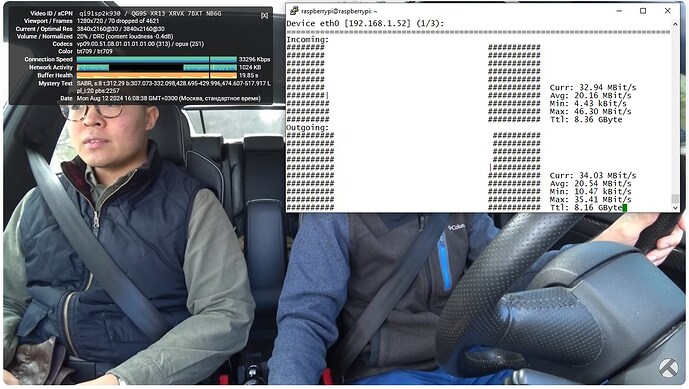 Video ID / sCPN qi91sp2k930 / QG9S XR13 XRVX 7BXT NB6G [x]
Viewport / Frames 1280x720 / 70 dropped of 4621
Current / Optimal Res 3840x2160@30 / 3840x2160@30
Volume / Normalized 20% / DRC (content loudness -0.4dB)
Codecs vp09.00.51.08.01.01.01.01.00 (313) / opus (251)
Color bt709 / bt709
Connection Speed 33296 Kbps
Network Activity 1024 KB
Buffer Health 19.85 s
Mystery Text SABR, s:8 t:312.29 b:307.073-332.098,428.695-429.996,474.607-517.917 L
pl_i:20 pbs:2257
Date Mon Aug 12 2024 16:08:38 GMT+0300 (Москва, стандартное время)
raspberrypi@raspberrypi: ~
Device eth0 [192.168.1.52] (1/3):
Incoming:
Curr: 32.94 MBit/s
Avg: 20.16 MBit/s
Min: 4.43 kBit/s
Max: 46.30 MBit/s
Ttl: 8.36 GByte
Outgoing:
Curr: 34.03 MBit/s
Avg: 20.54 MBit/s
Min: 10.47 kBit/s
Max: 35.41 MBit/s
Ttl: 8.16 GByte
Columbia